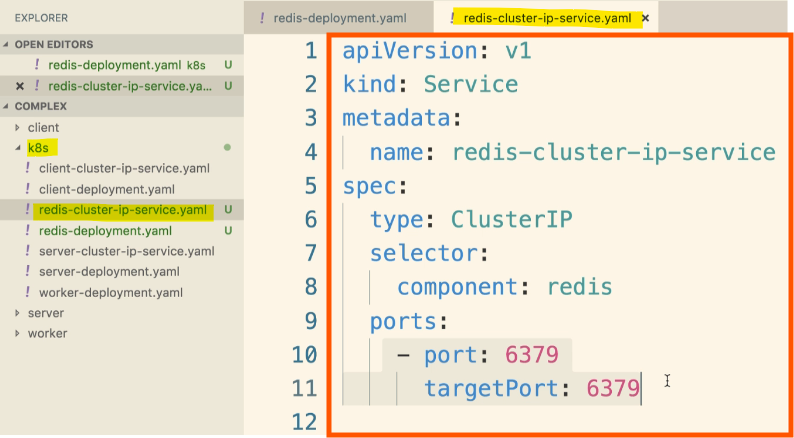 EXPLORER
OPEN EDITORS
! redis-deployment.yaml k8s U
× ! redis-cluster-ip-service.ya... U
COMPLEX
client
k8s
! client-cluster-ip-service.yaml
! client-deployment.yaml
! redis-cluster-ip-service.yaml U
! redis-deployment.yaml U
! server-cluster-ip-service.yaml
! server-deployment.yaml
! worker-deployment.yaml
server
worker
! redis-deployment.yaml
! redis-cluster-ip-service.yaml ×
1 apiVersion: v1
2 kind: Service
3 metadata:
4 name: redis-cluster-ip-service
5 spec:
6 type: ClusterIP
7 selector:
8 component: redis
9 ports:
10 - port: 6379
11 targetPort: 6379
12